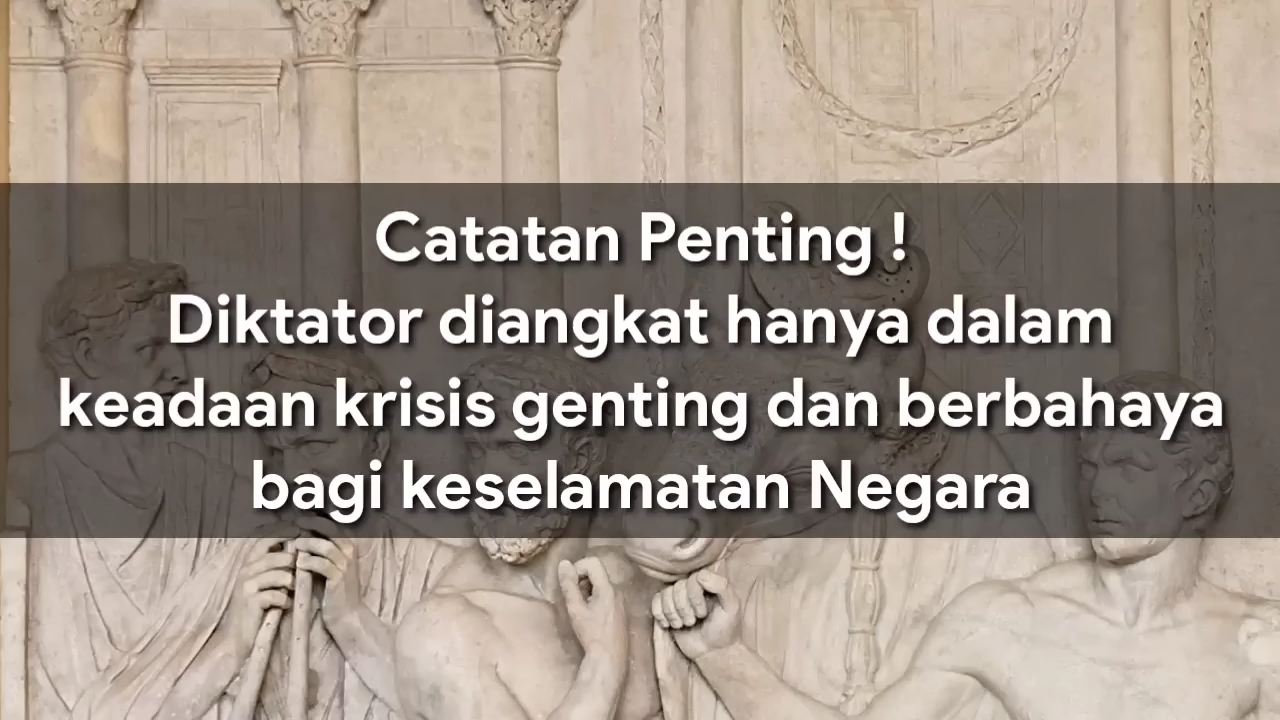 Catatan Penting !
Diktator diangkat hanya dalam
keadaan krisis genting dan berbahaya
bagi keselamatan Negara